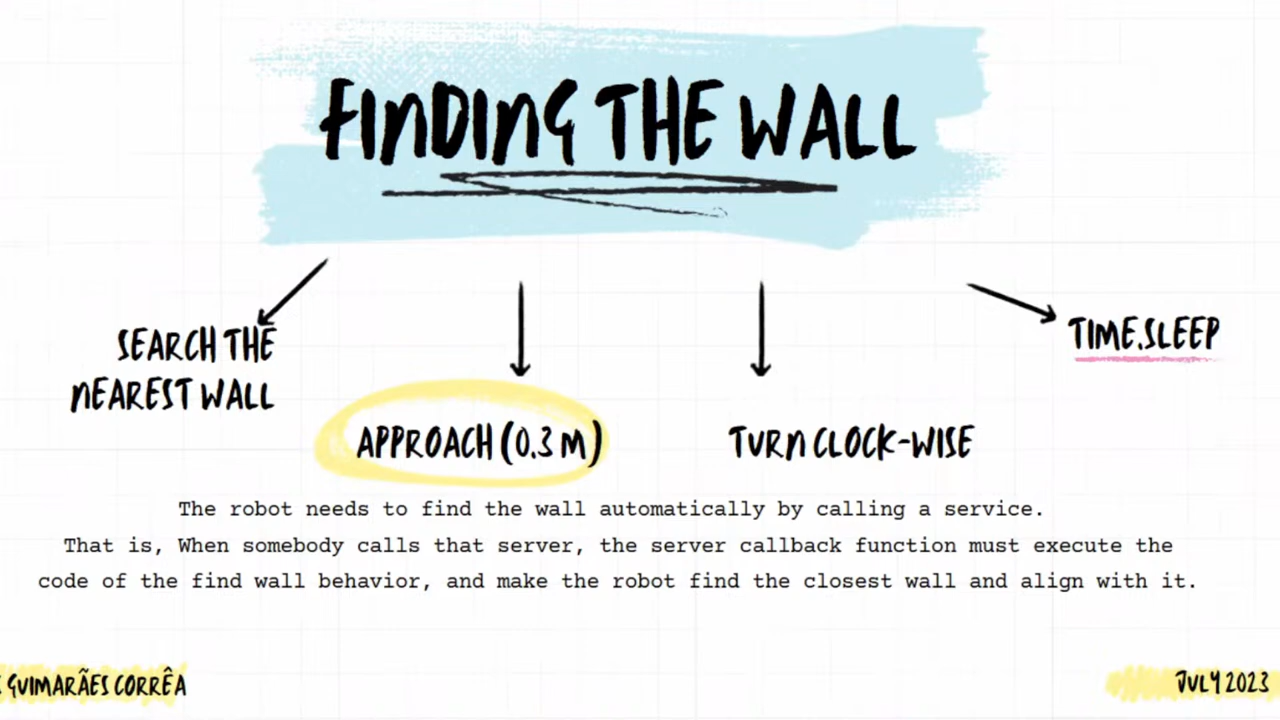 FINDING THE WALL
SEARCH THE
NEAREST WALL
APPROACH (0.3 M)
TURN CLOCK-WISE
TIME.SLEEP
The robot needs to find the wall automatically by calling a service.
That is, When somebody calls that server, the server callback function must execute the
code of the find wall behavior, and make the robot find the closest wall and align with it.
GUIMARÃES CORRÊA
JULY 2023